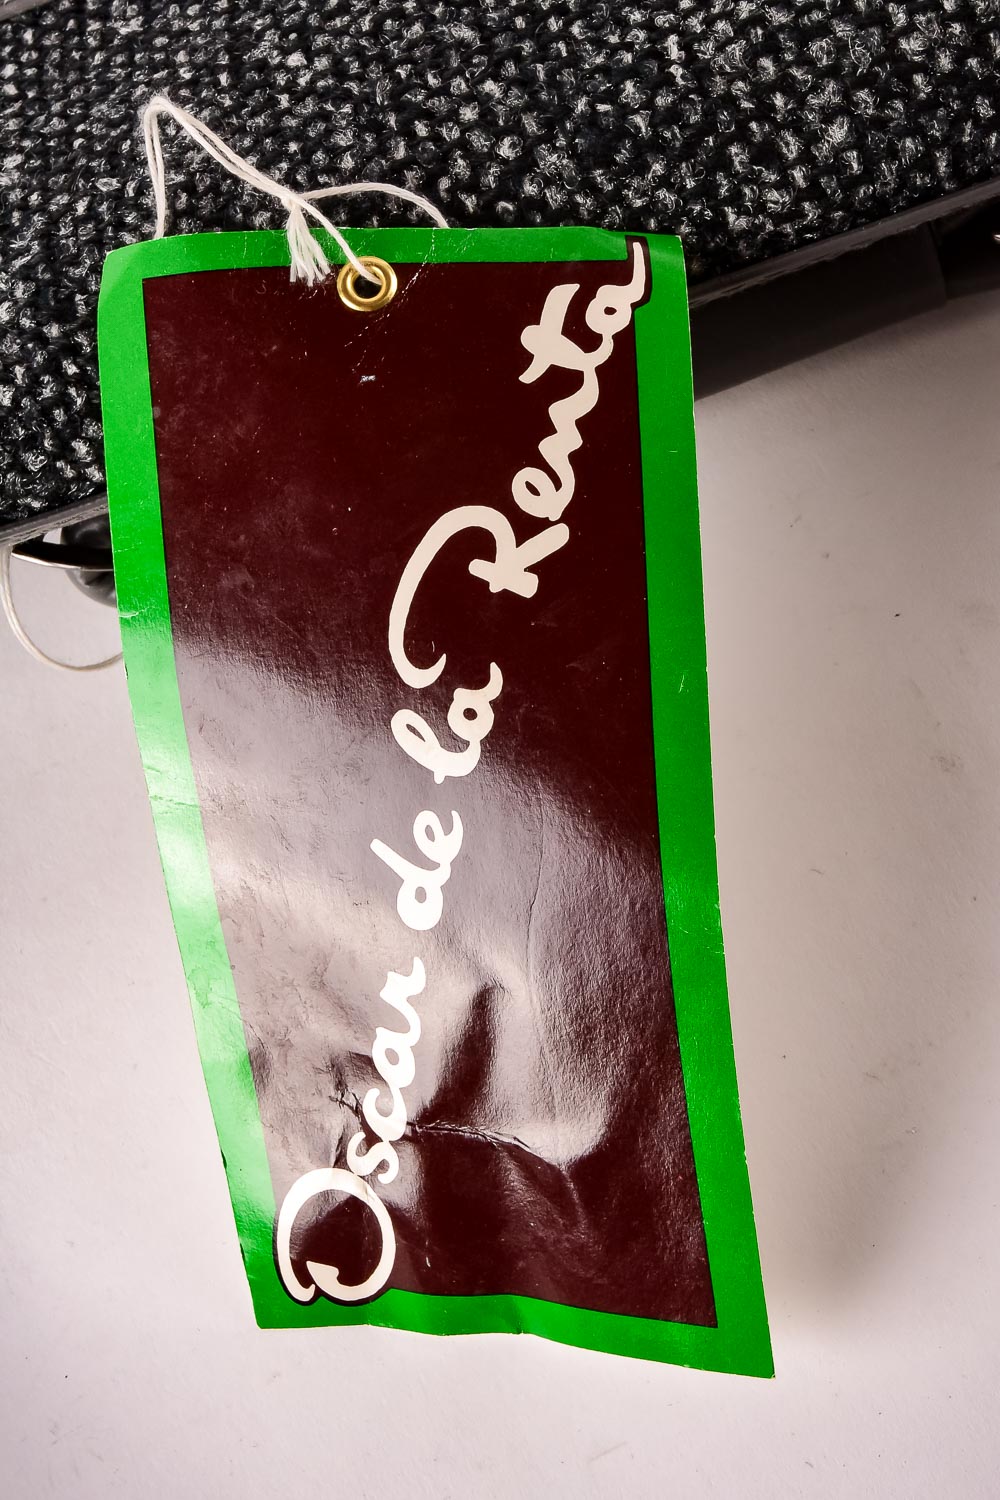 Oscar de la Renta